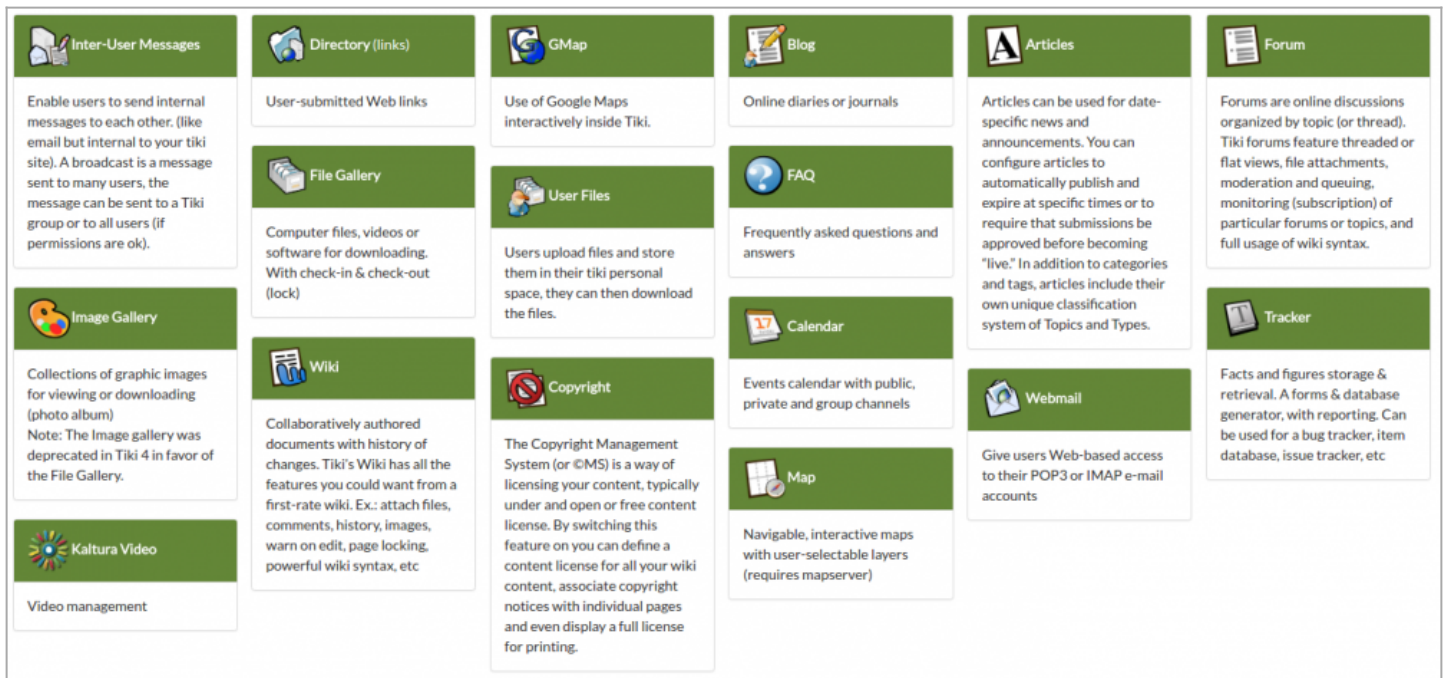 Inter-User Messages
Enable users to send internal
messages to each other. (like
email but internal to your tiki
site). A broadcast is a message
sent to many users, the
message can be sent to a Tiki
group or to all users (if
permissions are ok).
Image Gallery
Collections of graphic images
for viewing or downloading
(photo album)
Note: The Image gallery was
deprecated in Tiki 4 in favor of
the File Gallery.
Kaltura Video
Video management
Directory (links)
User-submitted Web links
File Gallery
Computer files, videos or
software for downloading.
With check-in & check-out
(lock)
Wiki
Collaboratively authored
documents with history of
changes. Tiki's Wiki has all the
features you could want from a
first-rate wiki. Ex.: attach files,
comments, history, images,
warn on edit, page locking,
powerful wiki syntax, etc
G
GMap
Use of Google Maps
interactively inside Tiki.
User Files
Users upload files and store
them in their tiki personal
space, they can then download
the files.
Copyright
The Copyright Management
System (or ©MS) is a way of
licensing your content, typically
under and open or free content
license. By switching this
feature on you can define a
content license for all your wiki
content, associate copyright
notices with individual pages
and even display a full license
for printing.
Blog
Online diaries or journals
?
FAQ
Frequently asked questions and
answers
17
Calendar
Events calendar with public,
private and group channels
Map
Navigable, interactive maps
with user-selectable layers
(requires mapserver)
A
Articles
Articles can be used for date-
specific news and
announcements. You can
configure articles to
automatically publish and
expire at specific times or to
require that submissions be
approved before becoming
"live." In addition to categories
and tags, articles include their
own unique classification
system of Topics and Types.
Webmail
Give users Web-based access
to their POP3 or IMAP e-mail
accounts
Forum
Forums are online discussions
organized by topic (or thread).
Tiki forums feature threaded or
flat views, file attachments,
moderation and queuing,
monitoring (subscription) of
particular forums or topics, and
full usage of wiki syntax.
T
Tracker
Facts and figures storage &
retrieval. A forms & database
generator, with reporting. Can
be used for a bug tracker, item
database, issue tracker, etc